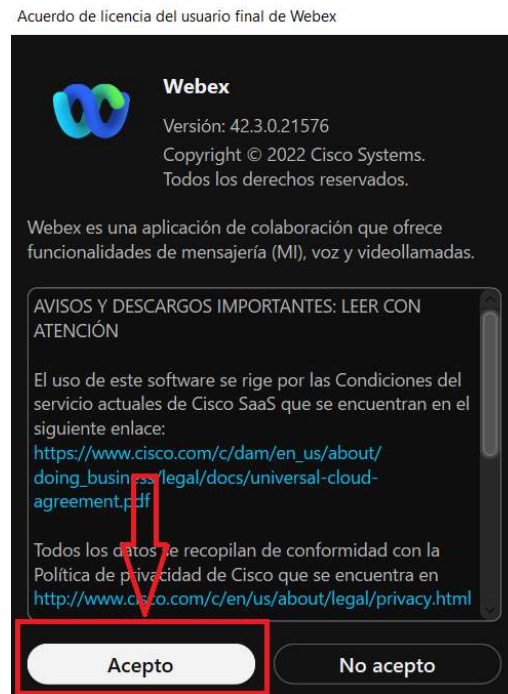 Acuerdo de licencia del usuario final de Webex
Webex
Versión: 42.3.0.21576
Copyright © 2022 Cisco Systems.
Todos los derechos reservados.
Webex es una aplicación de colaboración que ofrece
funcionalidades de mensajería (MI), voz y videollamadas.
AVISOS Y DESCARGOS IMPORTANTES: LEER CON
ATENCIÓN
El uso de este software se rige por las Condiciones del
servicio actuales de Cisco SaaS que se encuentran en el
siguiente enlace:
https://www.cisco.com/c/dam/en_us/about/
doing_business/legal/docs/universal-cloud-
agreement.pdf
Todos los datos se recopilan de conformidad con la
Política de privacidad de Cisco que se encuentra en
http://www.cisco.com/c/en/us/about/legal/privacy.html
Acepto
No acepto